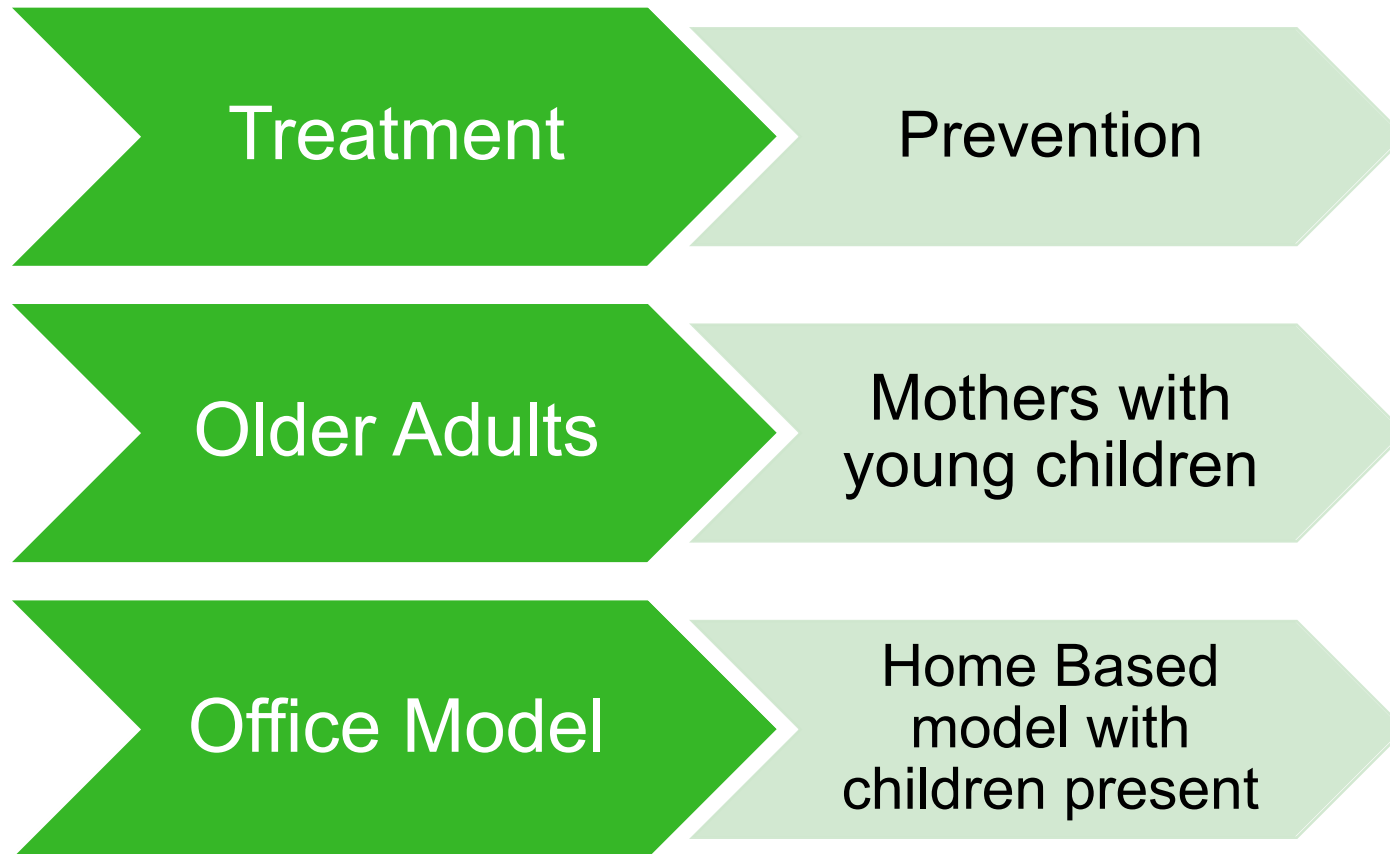 Treatment
Prevention
Older Adults
Mothers with
young children
Office Model
Home Based
model with
children present